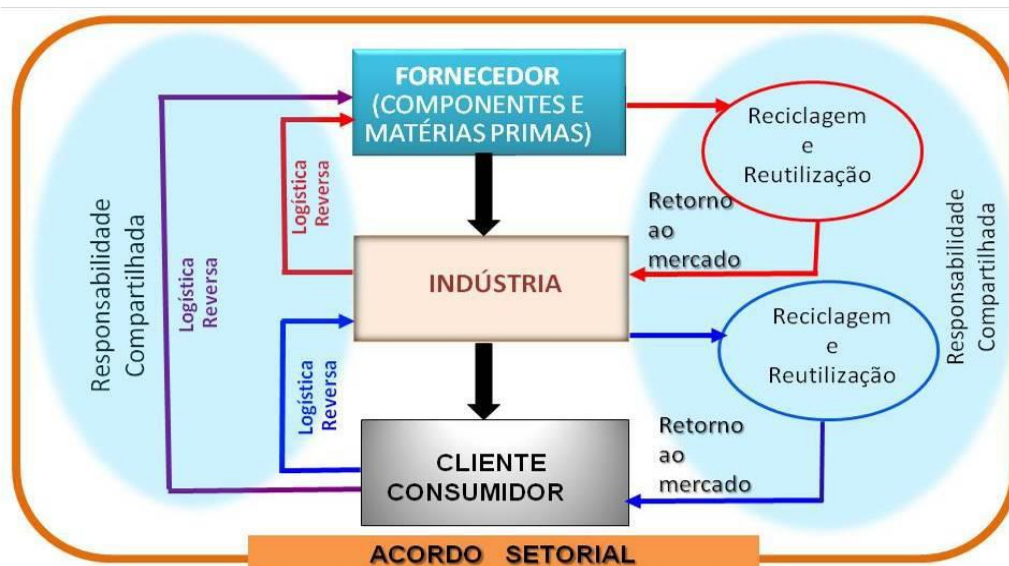 FORNECEDOR
(COMPONENTES E
MATÉRIAS PRIMAS)
Reciclagem
e
Reutilização
Logística
Reversa
Retorno
ao
mercado
Responsabilidade
Compartilhada
Logística
Reversa
INDÚSTRIA
Responsabilidade
Compartilhada
Reciclagem
e
Reutilização
Logística
Reversa
Retorno
ao
mercado
CLIENTE
CONSUMIDOR
ACORDO SETORIAL